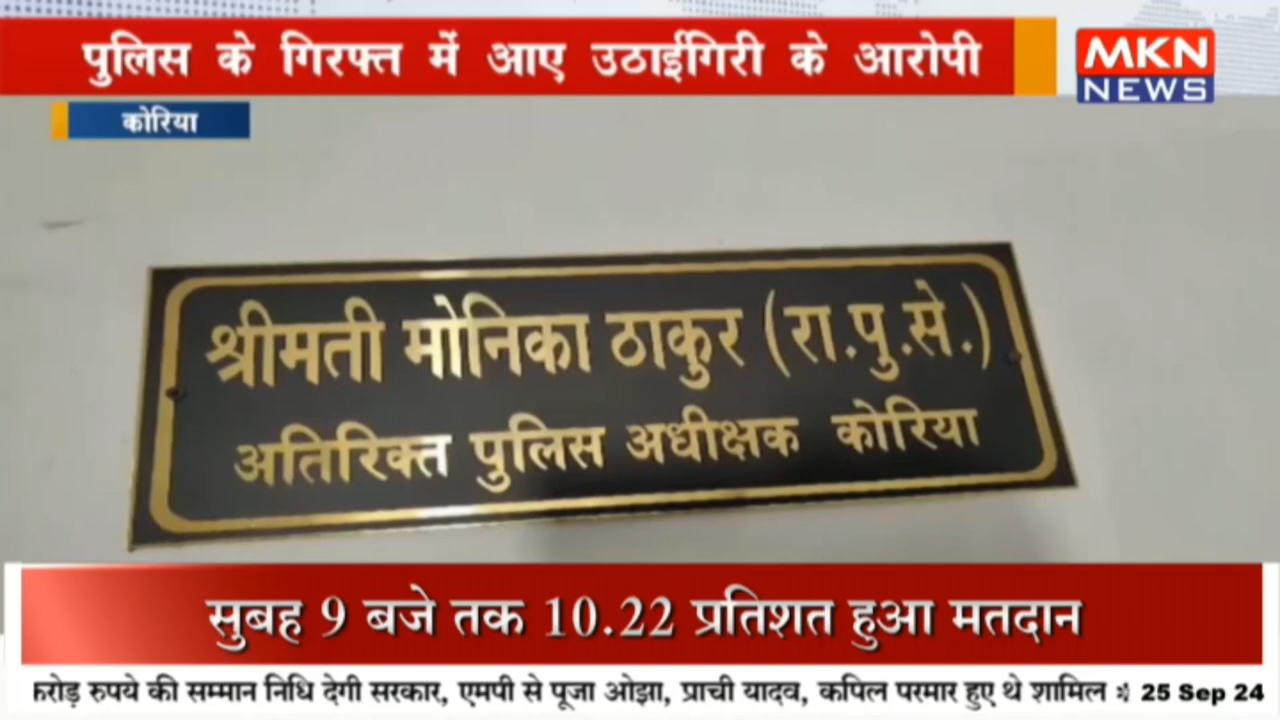 पुलिस के गिरफ्त में आए उठाईगिरी के आरोपी
MKN
NEWS
कोरिया
श्रीमती मोनिका ठाकुर (रा.पु.से.)
अतिरिक्त पुलिस अधीक्षक कोरिया
सुबह 9 बजे तक 10.22 प्रतिशत हुआ मतदान
रुपये की सम्मान निधि देगी सरकार, एमपी से पूजा ओझा, प्राची यादव, कपिल परमार हुए थे शामिल 25 Sep 24